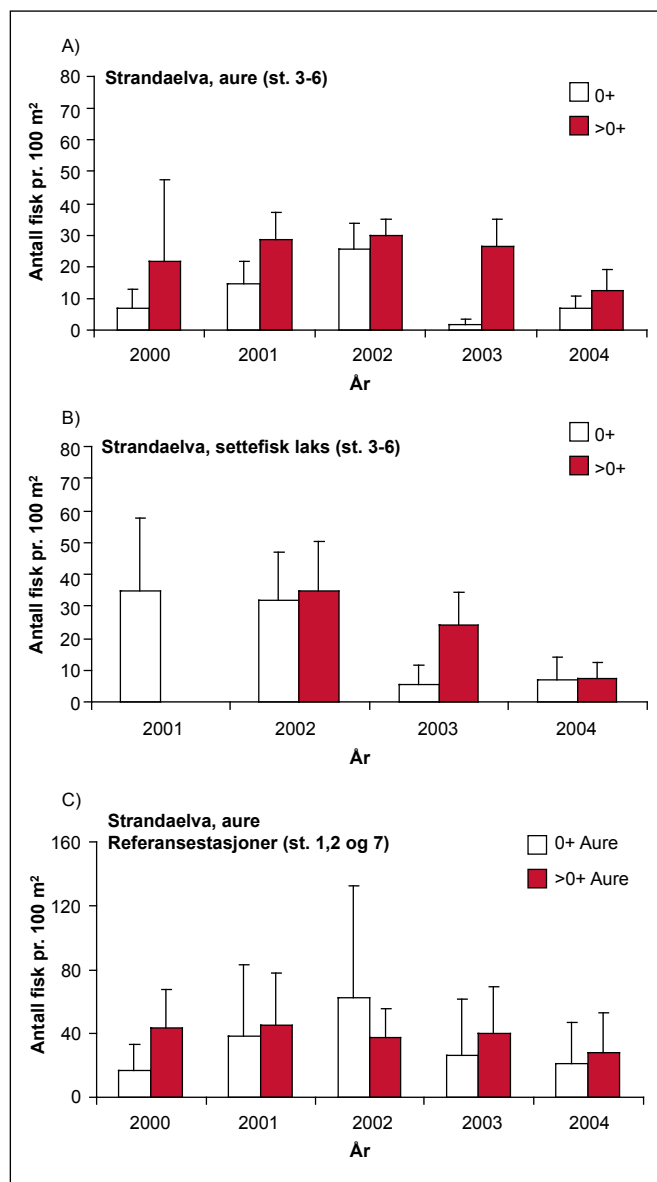 A)
Strandaelva, aure (st. 3-6)
0+
>0+
Antall fisk pr. 100 m²
80
70
60
50
40
30
20
10
0
2000 2001 2002 2003 2004
År
B)
Strandaelva, settefisk laks (st. 3-6)
0+
>0+
Antall fisk pr. 100 m²
80
70
60
50
40
30
20
10
0
2001 2002 2003 2004
År
C)
Strandaelva, aure
Referansestasjoner (st. 1,2 og 7)
0+ Aure
>0+ Aure
Antall fisk pr. 100 m²
160
120
80
40
0
2000 2001 2002 2003 2004
År